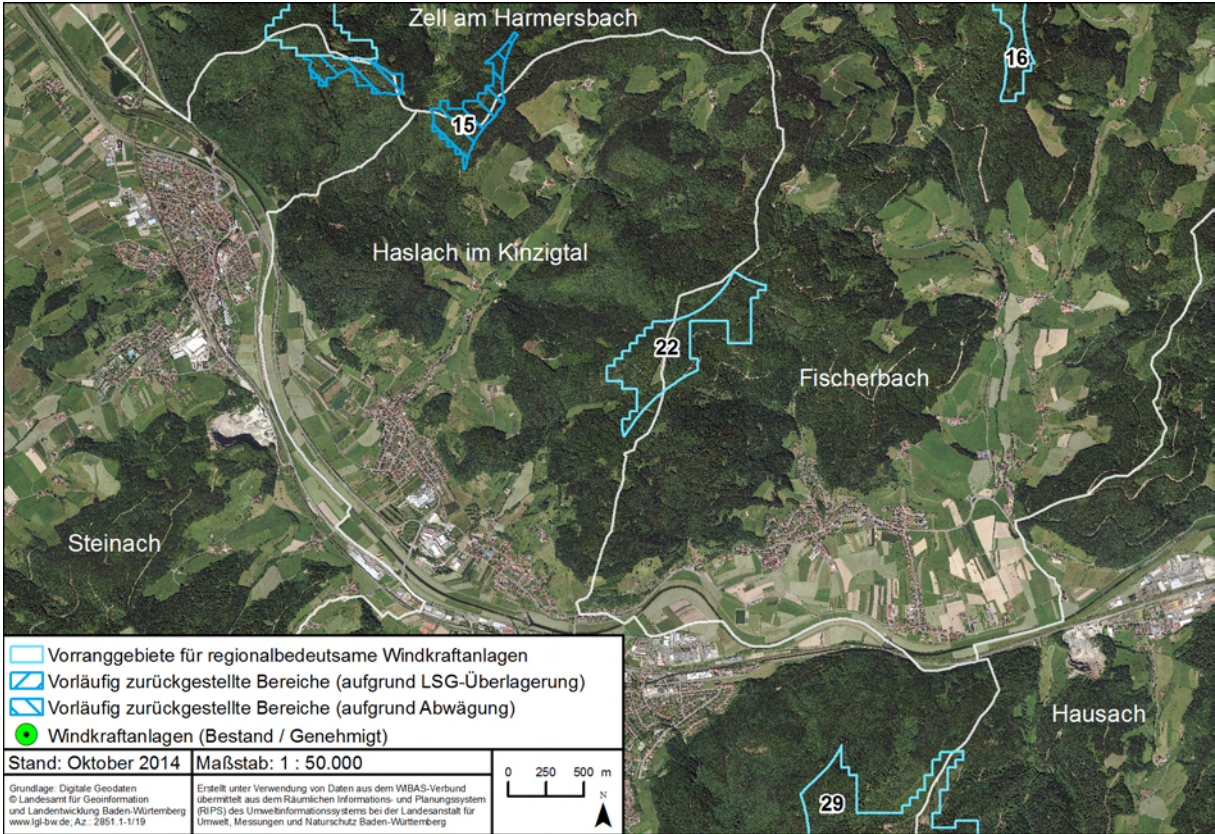 Zell am Harmersbach
16
15
Haslach im Kinzigtal
22
Fischerbach
Steinach
Hausach
29
Vorranggebiete für regionalbedeutsame Windkraftanlagen
Vorläufig zurückgestellte Bereiche (aufgrund LSG-Überlagerung)
Vorläufig zurückgestellte Bereiche (aufgrund Abwägung)
Windkraftanlagen (Bestand / Genehmigt)
Stand: Oktober 2014
Maßstab: 1 : 50.000
0 250 500 m
N
Grundlage: Digitale Geodaten
© Landesamt für Geoinformation
und Landentwicklung Baden-Württemberg
www.lgl-bw.de; Az.: 2851.1-1/19
Erstellt unter Verwendung von Daten aus dem WIBAS-Verbund
übermittelt aus dem Räumlichen Informations- und Planungssystem
(RIPS) des Umweltinformationssystems bei der Landesanstalt für
Umwelt, Messungen und Naturschutz Baden-Württemberg